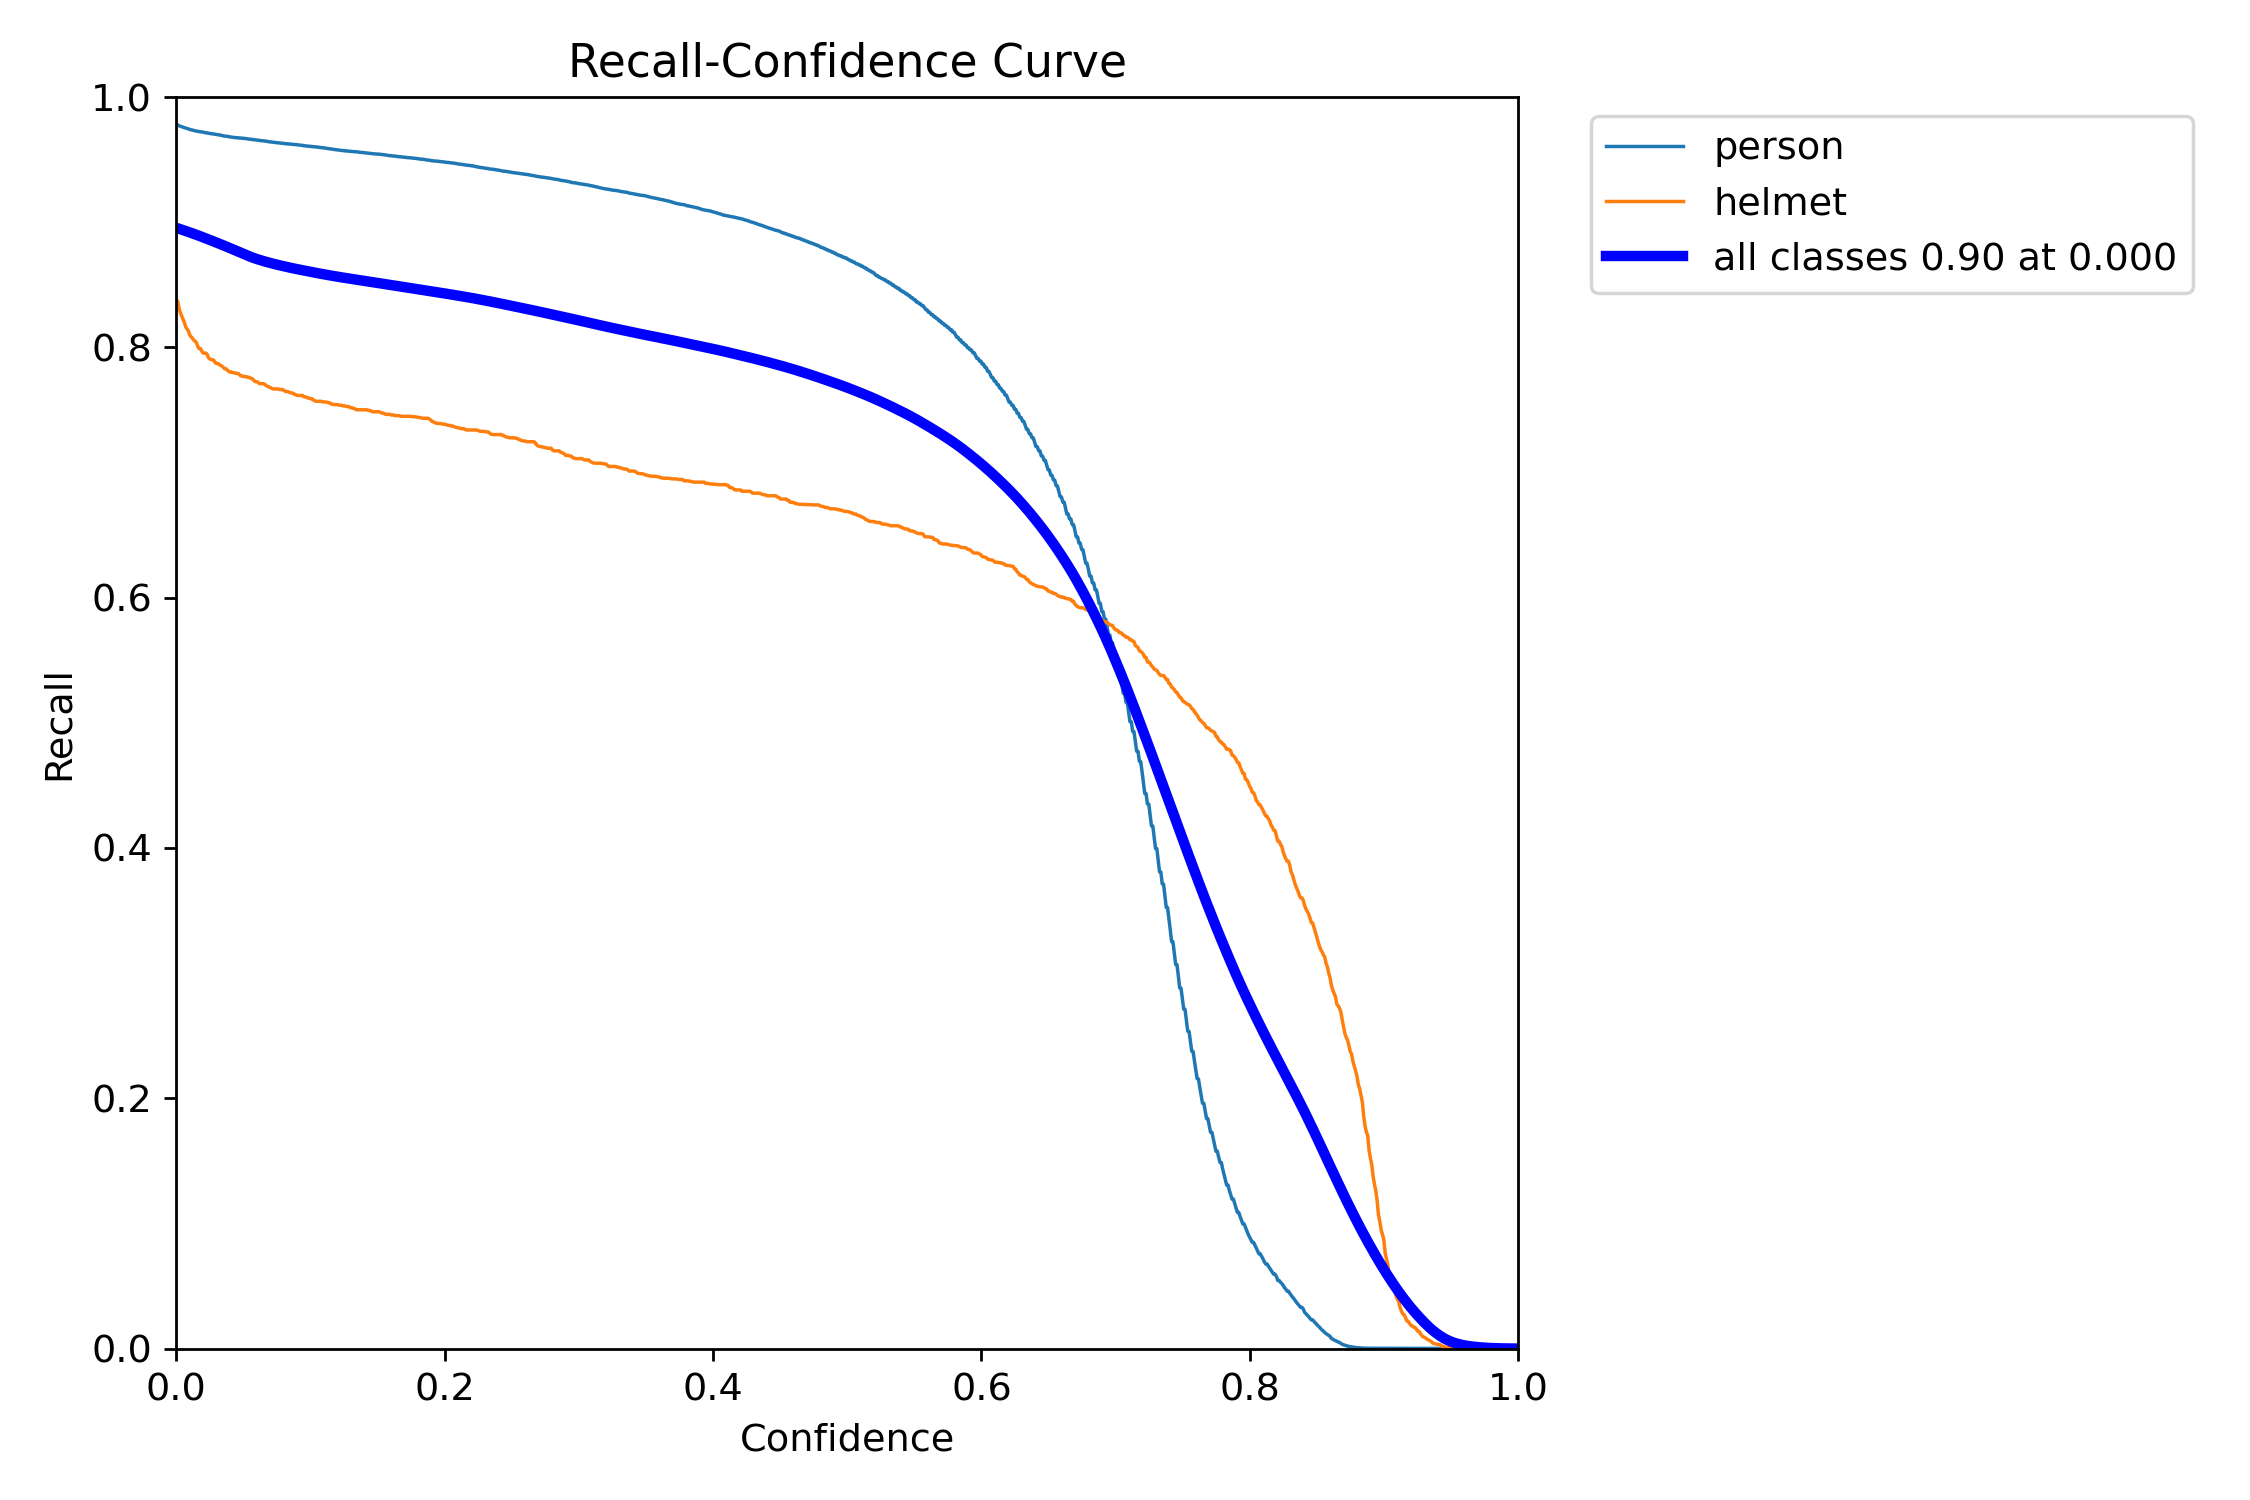 Recall-Confidence Curve
1.0
0.8
0.6
0.4
0.2
0.0
Recall
0.0 0.2 0.4 0.6 0.8 1.0
Confidence
person
helmet
all classes 0.90 at 0.000